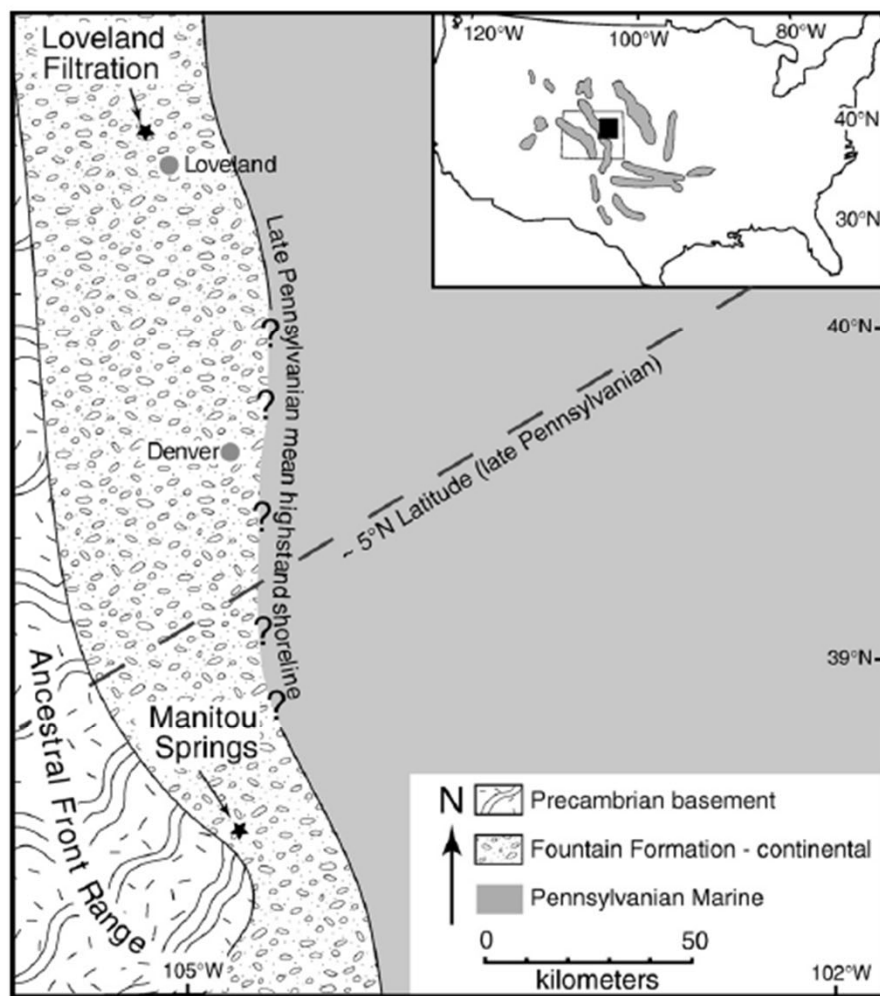 Loveland
Filtration
Loveland
120°W
100°W
80°W
40°N
30°N
Late Pennsylvanian mean highstand shoreline
?
?
?
?
?
40°N
Denver
~ 5°N Latitude (late Pennsylvanian)
39°N
Ancestral Front Range
Manitou
Springs
N
Precambrian basement
Fountain Formation - continental
Pennsylvanian Marine
0 50
kilometers
105°W
102°W